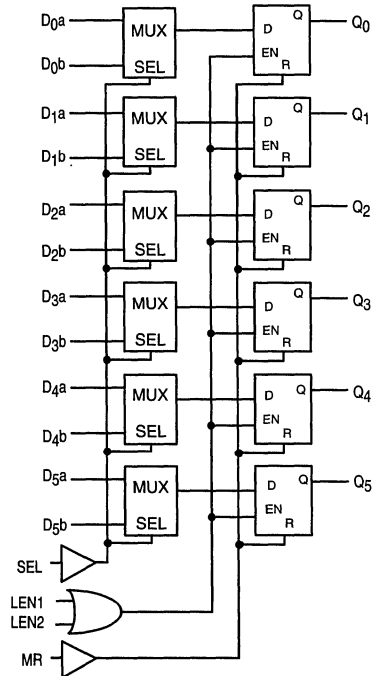 D0a MUX D Q Q0
D0b SEL EN R
D1a MUX D Q Q1
D1b SEL EN R
D2a MUX D Q Q2
D2b SEL EN R
D3a MUX D Q Q3
D3b SEL EN R
D4a MUX D Q Q4
D4b SEL EN R
D5a MUX D Q Q5
D5b SEL EN R
SEL
LEN1
LEN2
MR